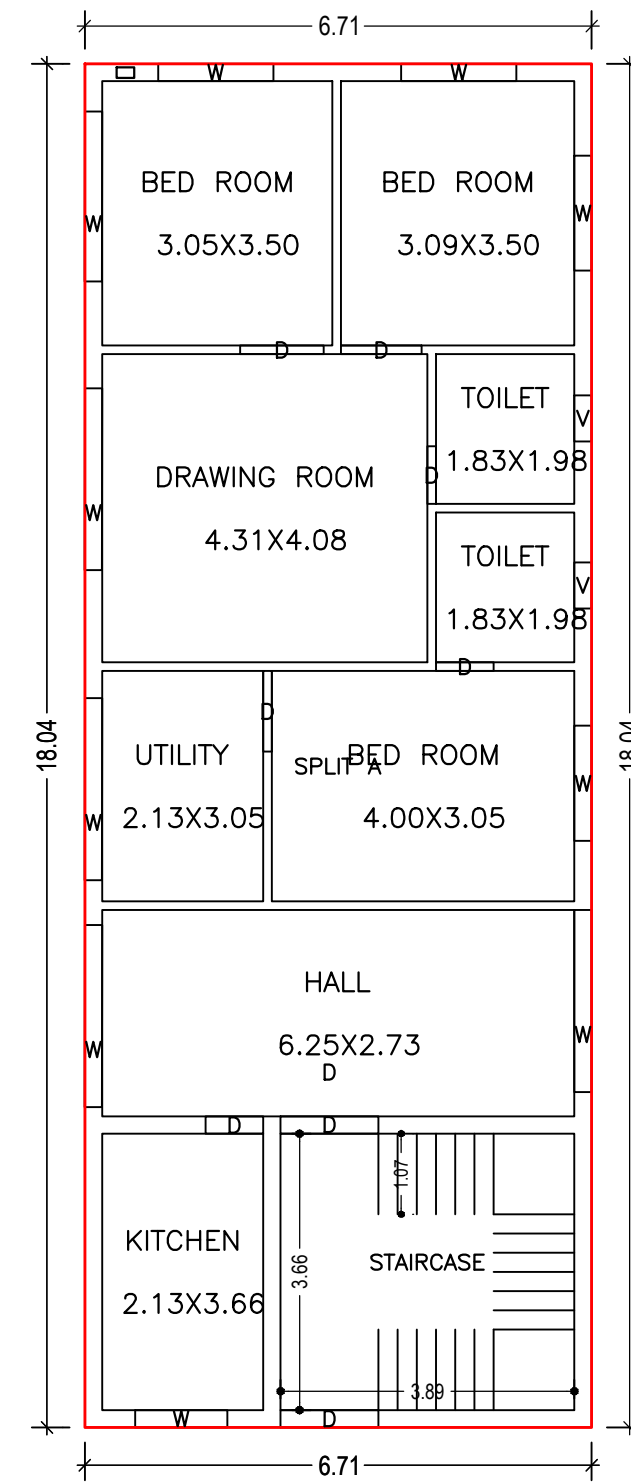 6.71
W
W
BED ROOM
BED ROOM
W
W
3.05X3.50
3.09X3.50
D
D
TOILET
V
1.83X1.98
D
DRAWING ROOM
W
4.31X4.08
TOILET
V
1.83X1.98
D
D
18.04
18.04
UTILITY
SPLIT A
BED ROOM
W
W
2.13X3.05
4.00X3.05
HALL
W
W
6.25X2.73
D
D
D
1.07
KITCHEN
STAIRCASE
3.66
2.13X3.66
3.89
W
D
6.71